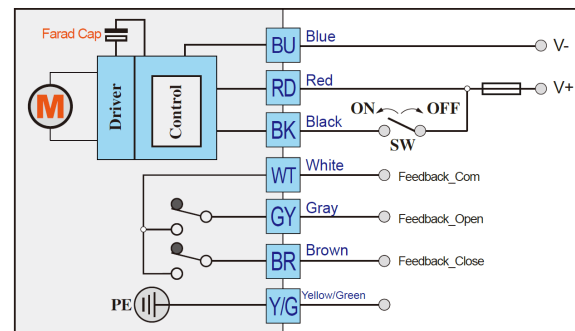 Farad Cap
M
Driver
Control
BU Blue V-
RD Red V+
ON OFF
BK Black
SW
WT White Feedback_Com
GY Gray Feedback_Open
BR Brown Feedback_Close
PE Y/G Yellow/Green